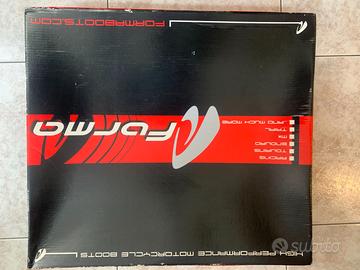 HIGH PERFORMANCE MOTORCYCLE BOOTS
RACING
TOURING
ENDURO
MX
TRIAL
...AND MUCH MORE
Forma
FORMABOOTS.COM
subito